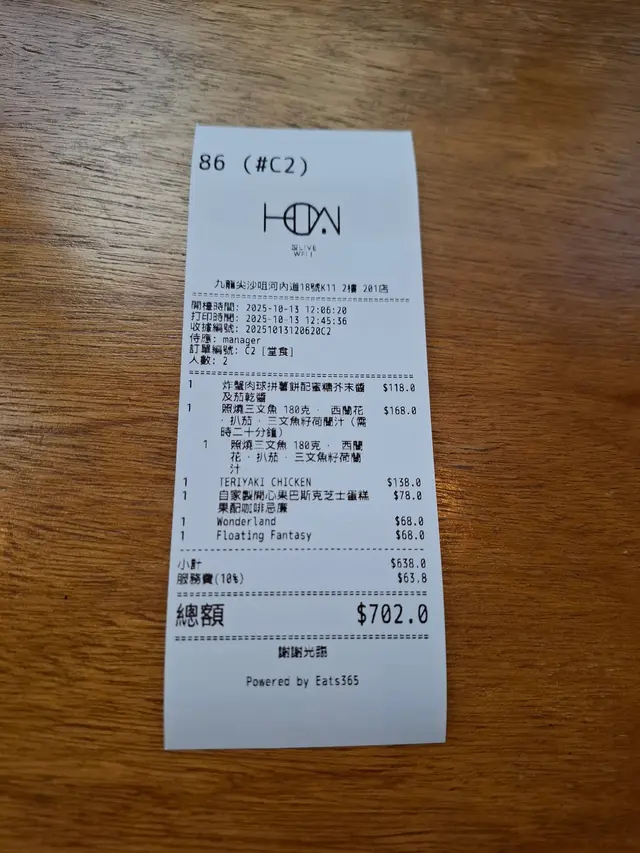 86 (#C2)
LIVE
WELL
九龍尖沙咀河內道18號K11 2樓 201店
開檯時間: 2025-10-13 12:06:20
打印時間: 2025-10-13 12:45:36
收據編號: 20251013120620C2
侍應: manager
訂單編號: C2 [堂食]
人數: 2
1 炸蟹肉球拼薯餅配蜜糖芥末醬 $118.0
及茄乾醬
1 照燒三文魚 180克 · 西蘭花 $168.0
· 扒茄 · 三文魚籽荷蘭汁 (需
時二十分鐘)
1 照燒三文魚 180克 · 西蘭
花 · 扒茄 · 三文魚籽荷蘭
汁
1 TERIYAKI CHICKEN $138.0
1 自家製開心果巴斯克芝士蛋糕 $78.0
果配咖啡忌廉
1 Wonderland $68.0
1 Floating Fantasy $68.0
小計 $638.0
服務費(10%) $63.8
總額 $702.0
謝謝光臨
Powered by Eats365